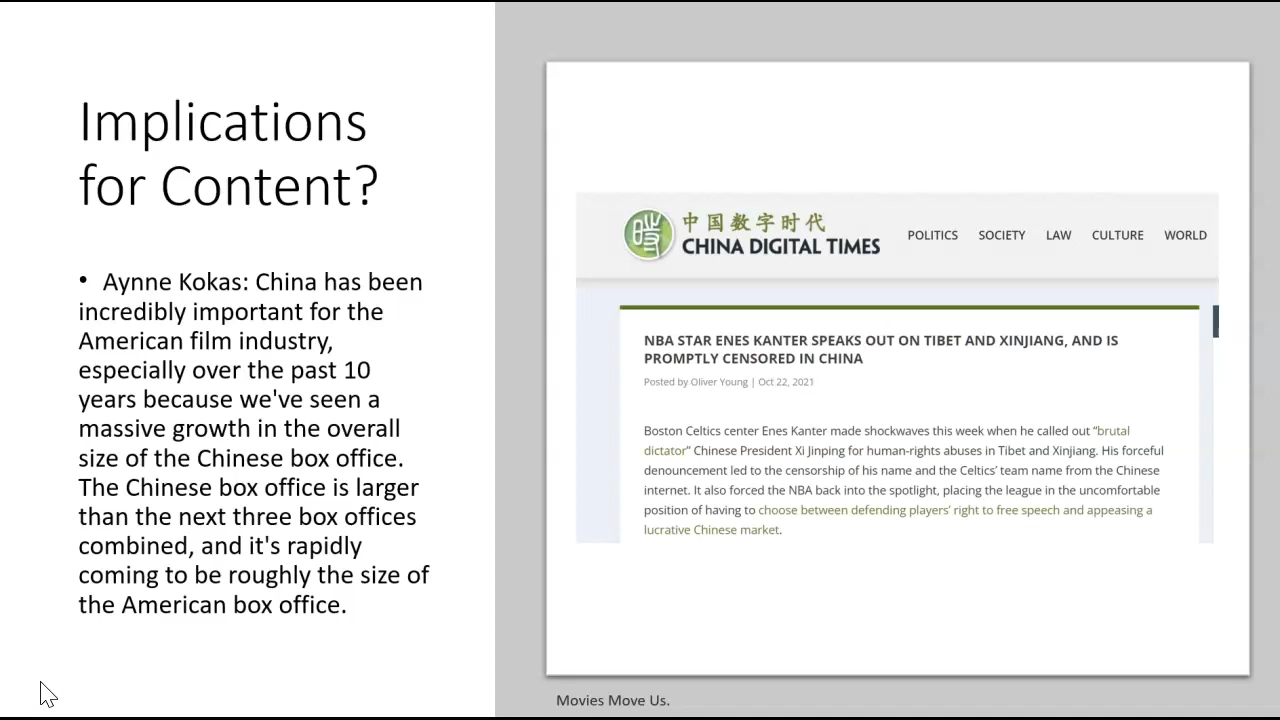 Implications
for Content?
• Aynne Kokas: China has been
incredibly important for the
American film industry,
especially over the past 10
years because we've seen a
massive growth in the overall
size of the Chinese box office.
The Chinese box office is larger
than the next three box offices
combined, and it's rapidly
coming to be roughly the size of
the American box office.
中国数字时代
CHINA DIGITAL TIMES
POLITICS SOCIETY LAW CULTURE WORLD
NBA STAR ENES KANTER SPEAKS OUT ON TIBET AND XINJIANG, AND IS
PROMPTLY CENSORED IN CHINA
Posted by Oliver Young | Oct 22, 2021
Boston Celtics center Enes Kanter made shockwaves this week when he called out “brutal
dictator” Chinese President Xi Jinping for human-rights abuses in Tibet and Xinjiang. His forceful
denouncement led to the censorship of his name and the Celtics’ team name from the Chinese
internet. It also forced the NBA back into the spotlight, placing the league in the uncomfortable
position of having to choose between defending players’ right to free speech and appeasing a
lucrative Chinese market.
Movies Move Us.